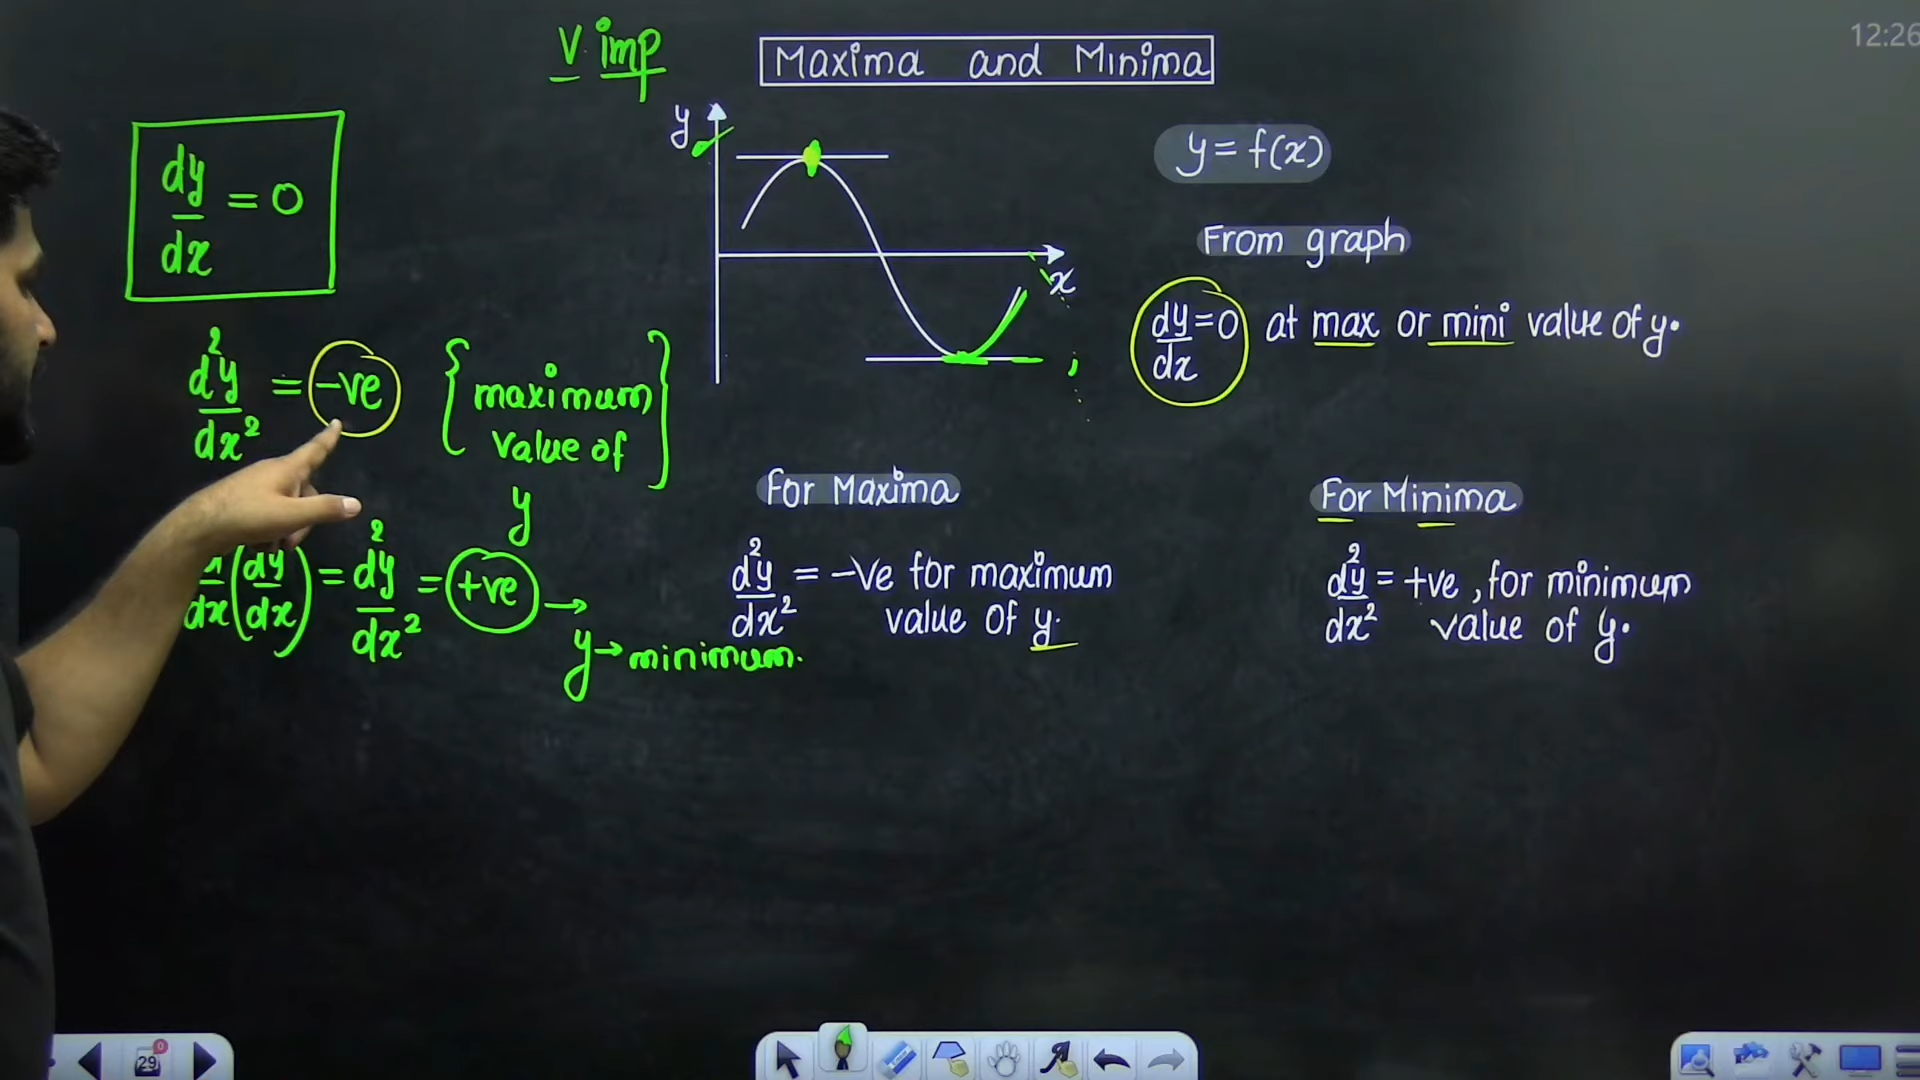 V. imp
Maxima and Minima
12:26
y
x
y = f(x)
From graph
dy/dx = 0 at max or mini value of y.
dy/dx = 0
d²y/dx² = -ve { maximum
value of }
y
/dx (dy/dx) = d²y/dx² = +ve →
y → minimum.
For Maxima
d²y/dx² = -ve for maximum
value of y.
For Minima
d²y/dx² = +ve, for minimum
value of y.
29
0